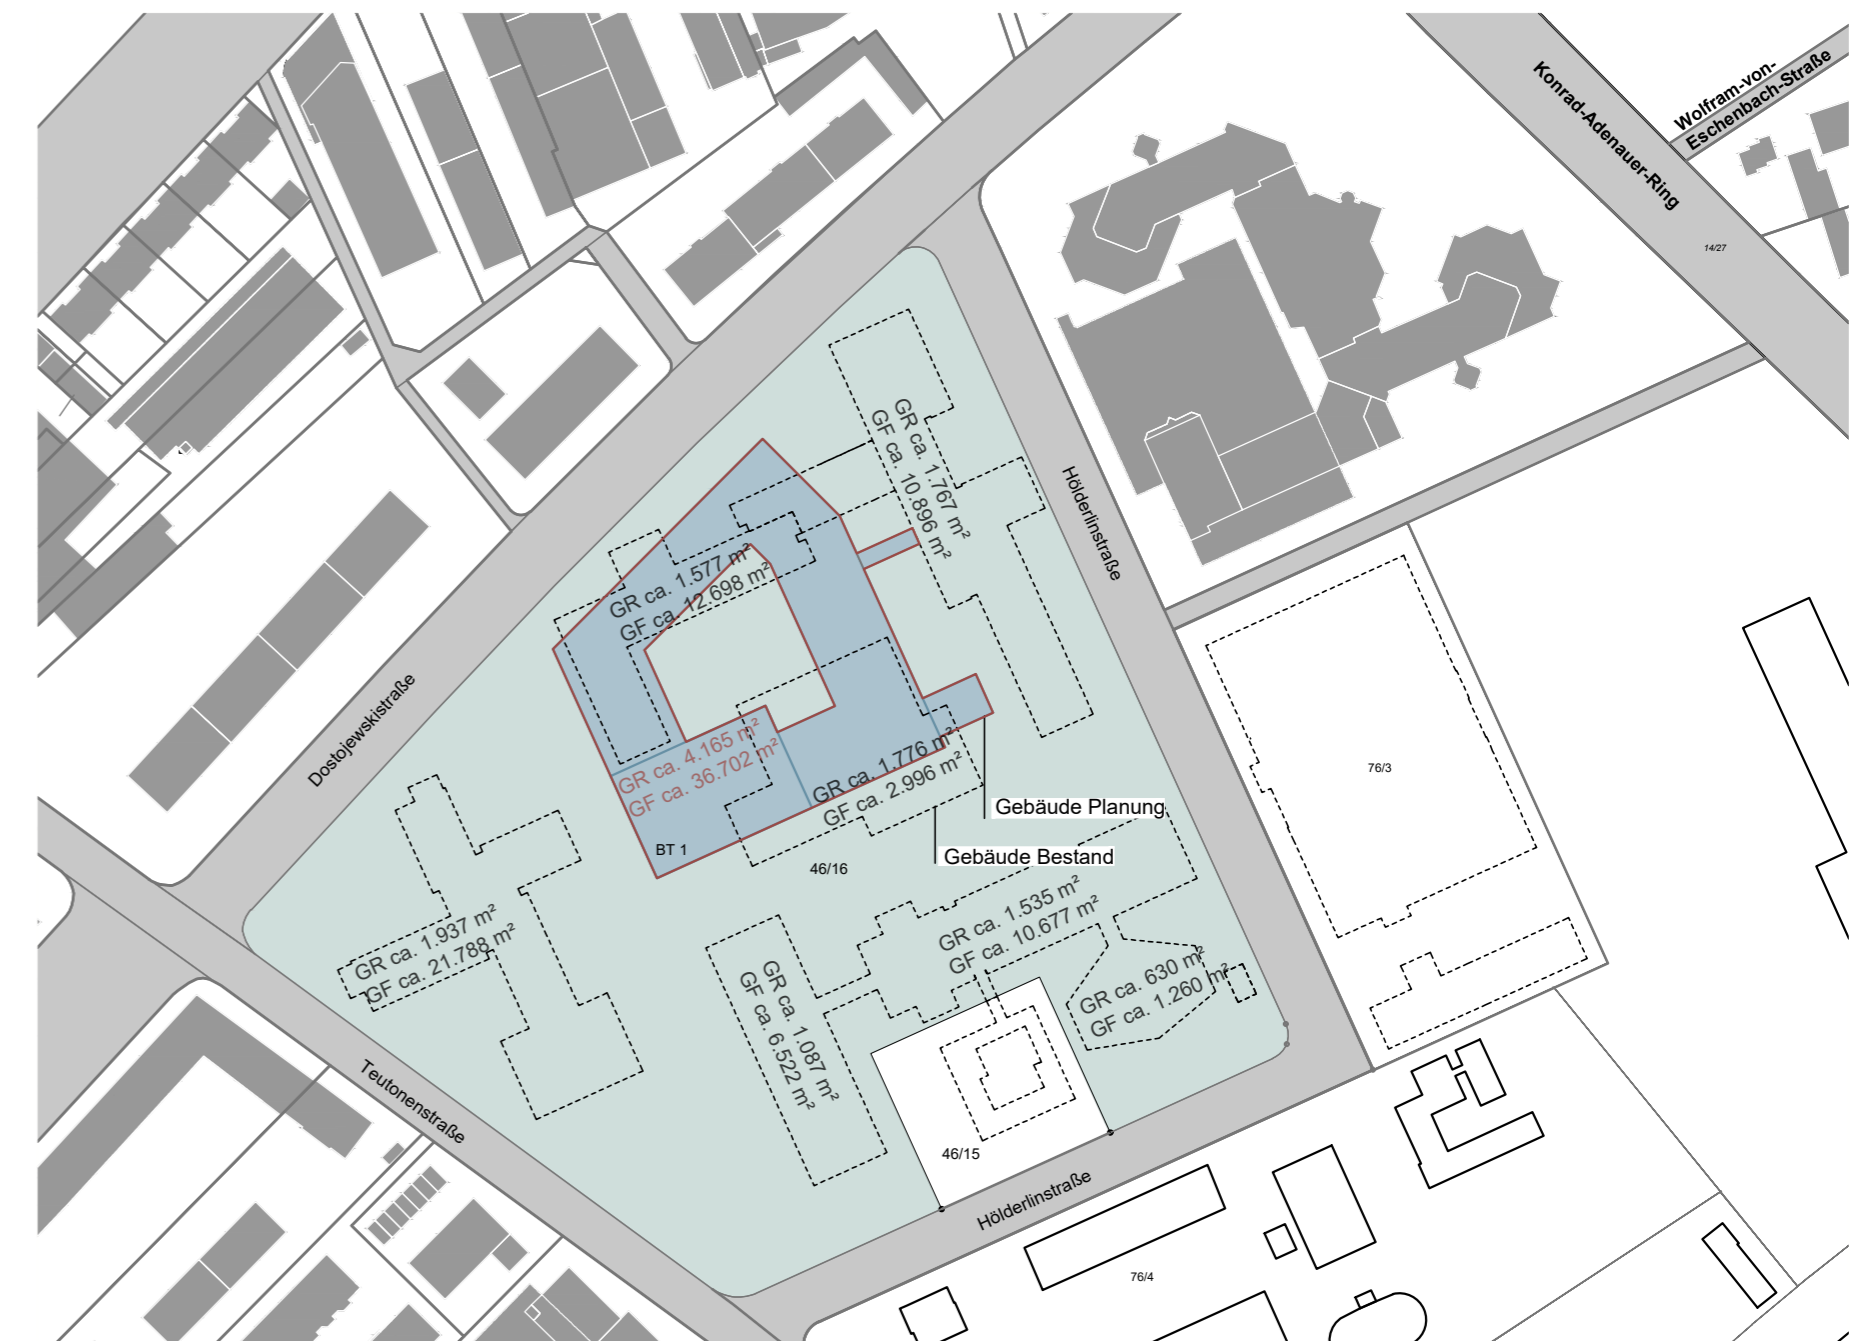 Wolfram-von-
Eschenbach-Straße
Konrad-Adenauer-Ring
14/27
GR ca. 1.767 m²
GF ca. 10.896 m²
Hölderlinstraße
GR ca. 1.577 m²
GF ca. 12.698 m²
Dostojewskistraße
GR ca. 4.165 m²
GF ca. 36.702 m²
GR ca. 1.776 m²
GF ca. 2.996 m²
76/3
Gebäude Planung
BT 1
46/16
Gebäude Bestand
GR ca. 1.937 m²
GF ca. 21.788 m²
GR ca. 1.535 m²
GF ca. 10.677 m²
GR ca. 1.087 m²
GF ca. 6.522 m²
GR ca. 630 m²
GF ca. 1.260 m²
Teutonenstraße
46/15
Hölderlinstraße
76/4